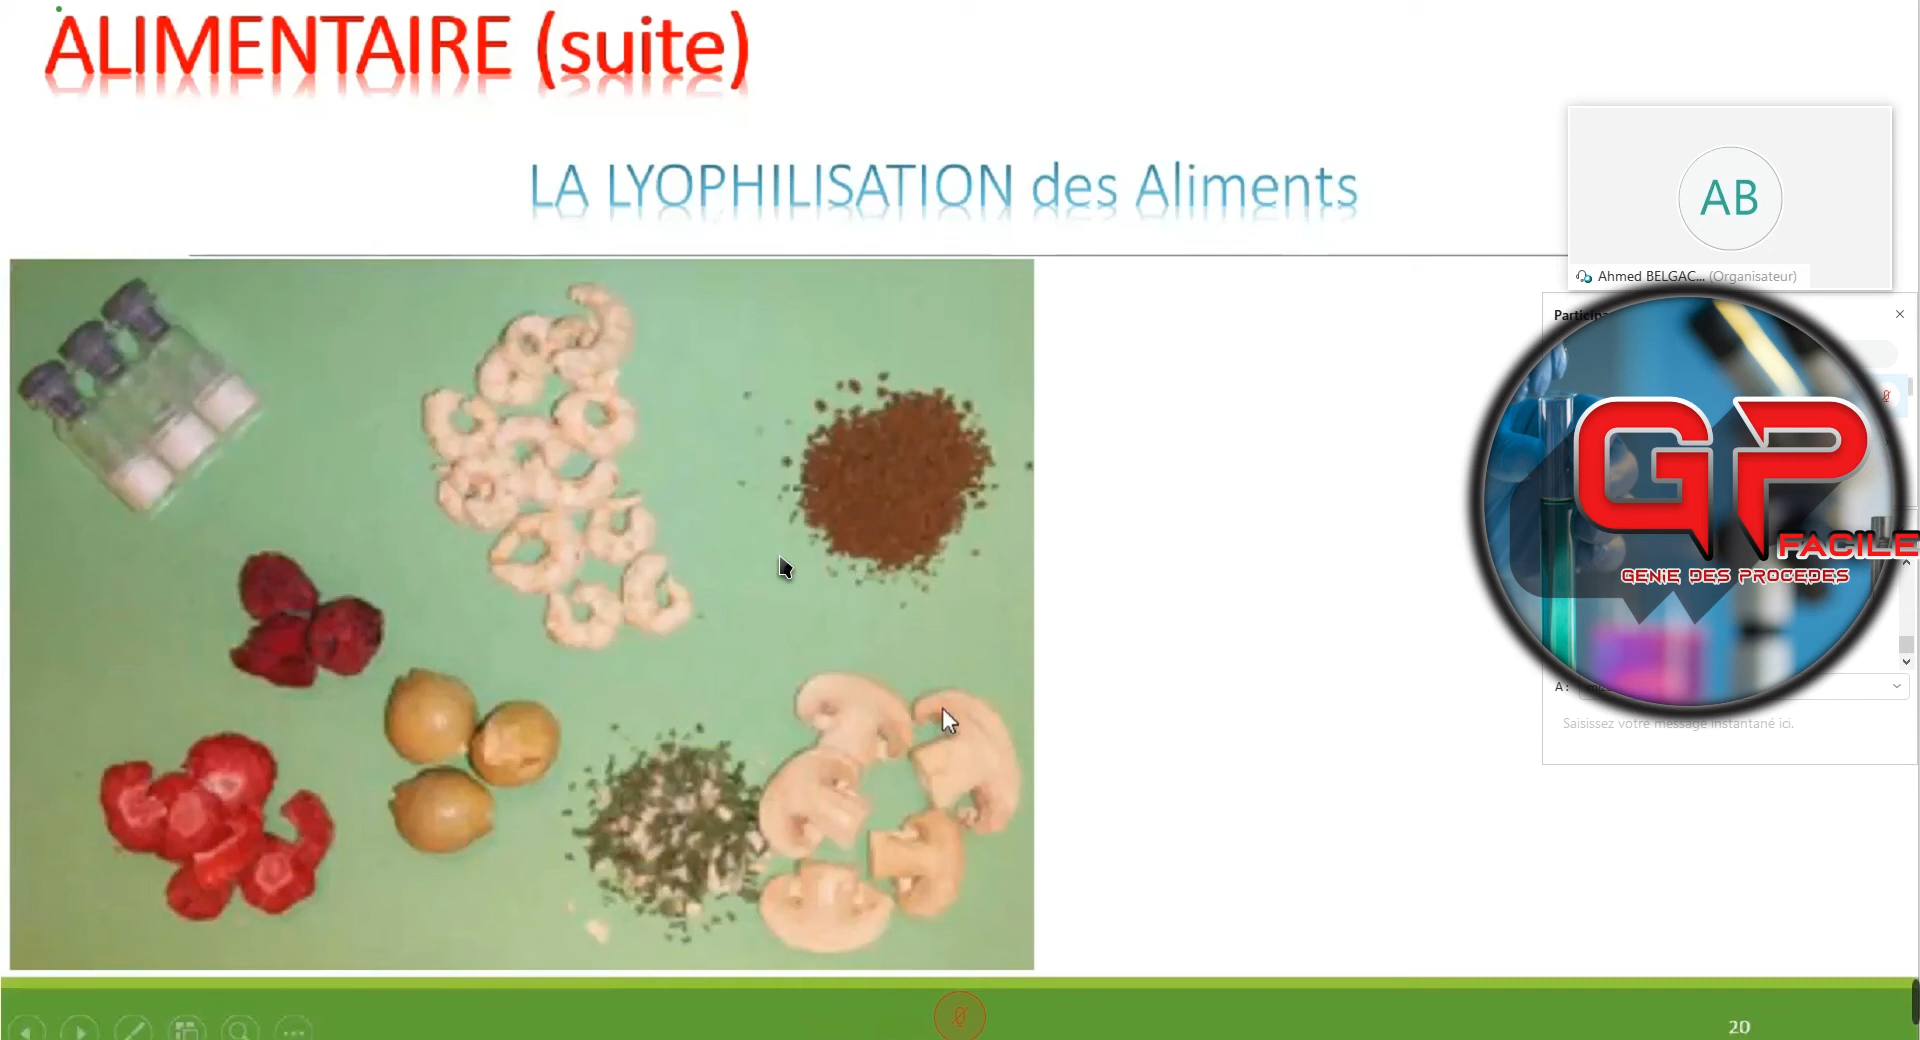 ALIMENTAIRE (suite)
LA LYOPHILISATION des Aliments
AB
Ahmed BELGAC... (Organisateur)
GP
FACILE
GENIE DES PROCEDES
A:
Saisissez votre message instantané ici.
20